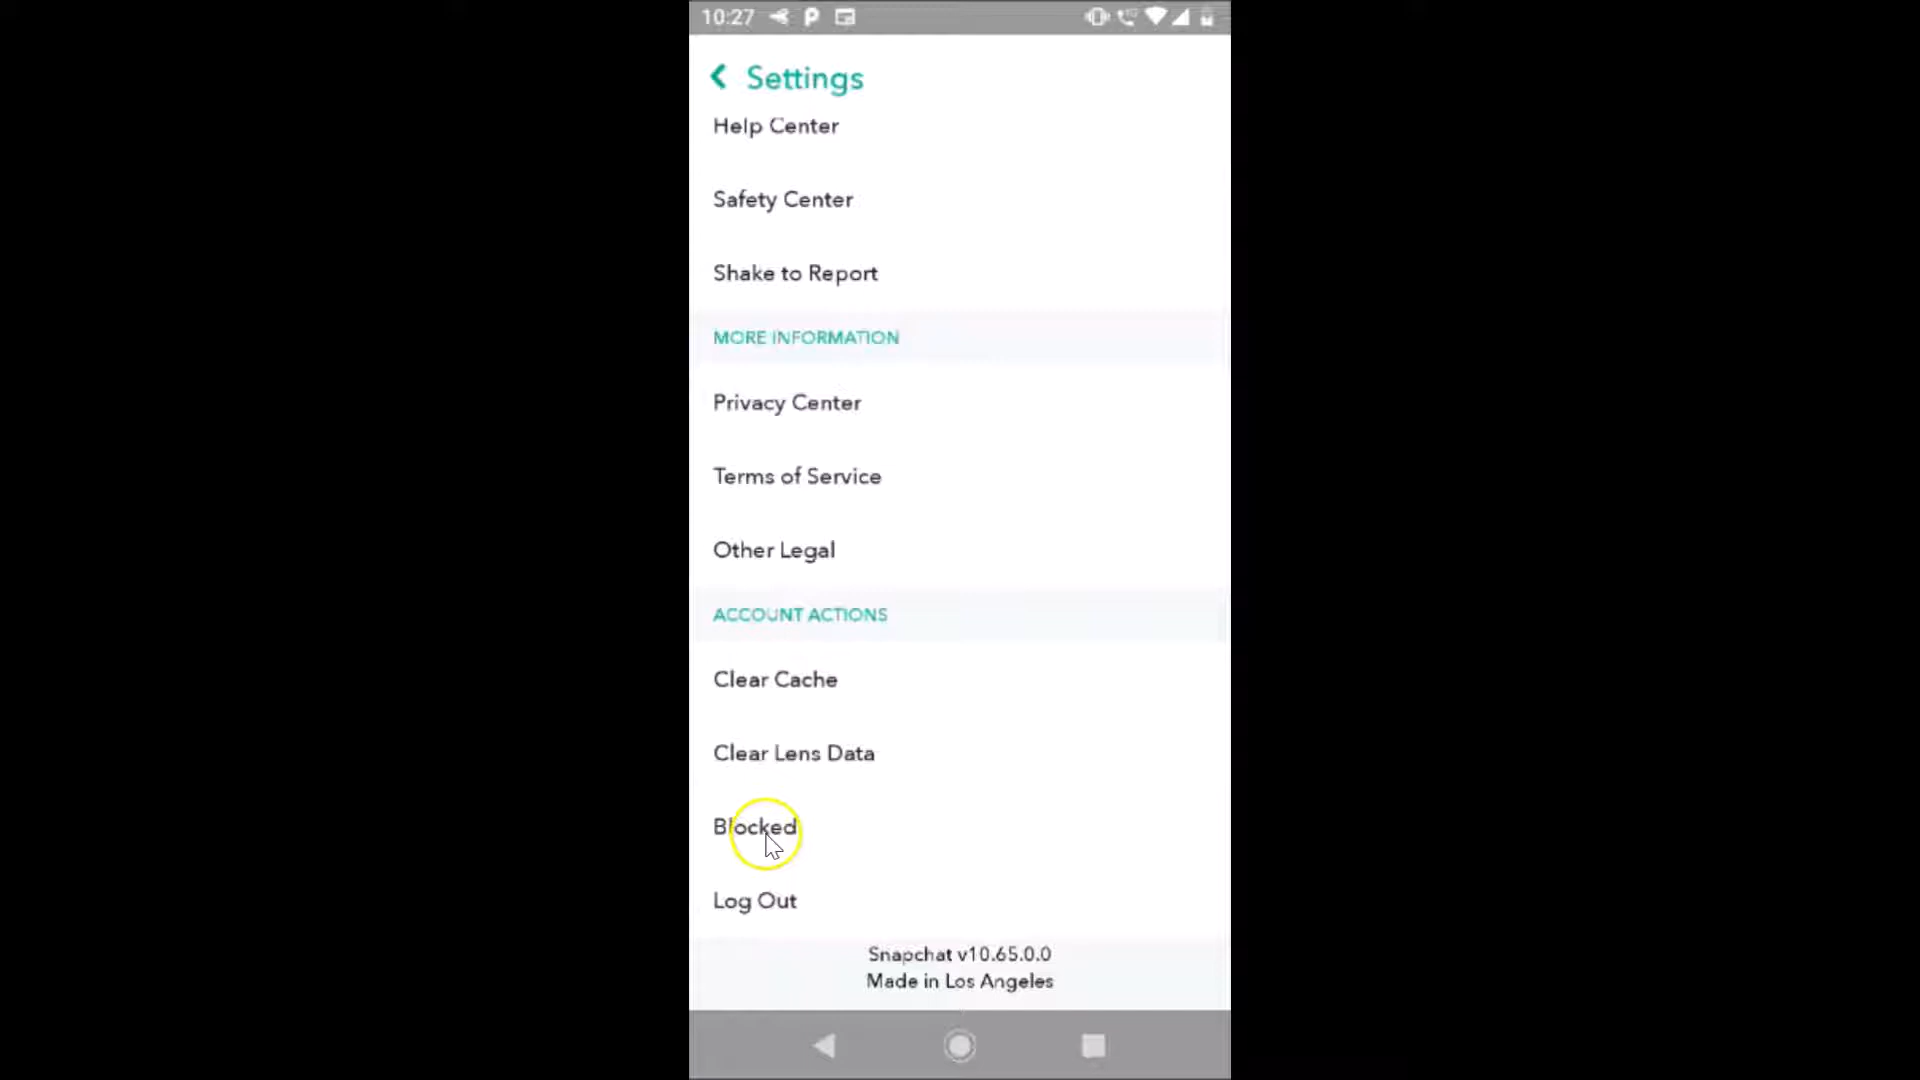 10:27
Settings
Help Center
Safety Center
Shake to Report
MORE INFORMATION
Privacy Center
Terms of Service
Other Legal
ACCOUNT ACTIONS
Clear Cache
Clear Lens Data
Blocked
Log Out
Snapchat v10.65.0.0
Made in Los Angeles